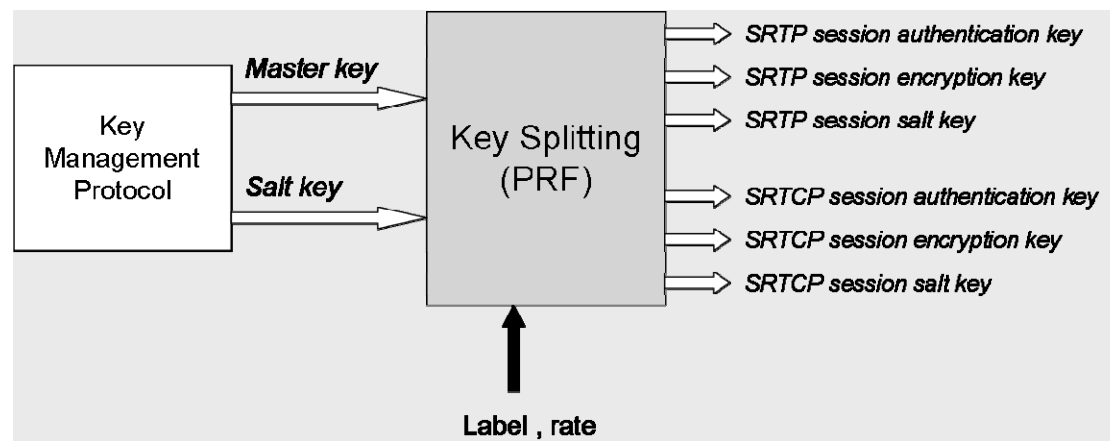 Key
Management
Protocol
Master key
Salt key
Key Splitting
(PRF)
Label , rate
SRTP session authentication key
SRTP session encryption key
SRTP session salt key
SRTCP session authentication key
SRTCP session encryption key
SRTCP session salt key